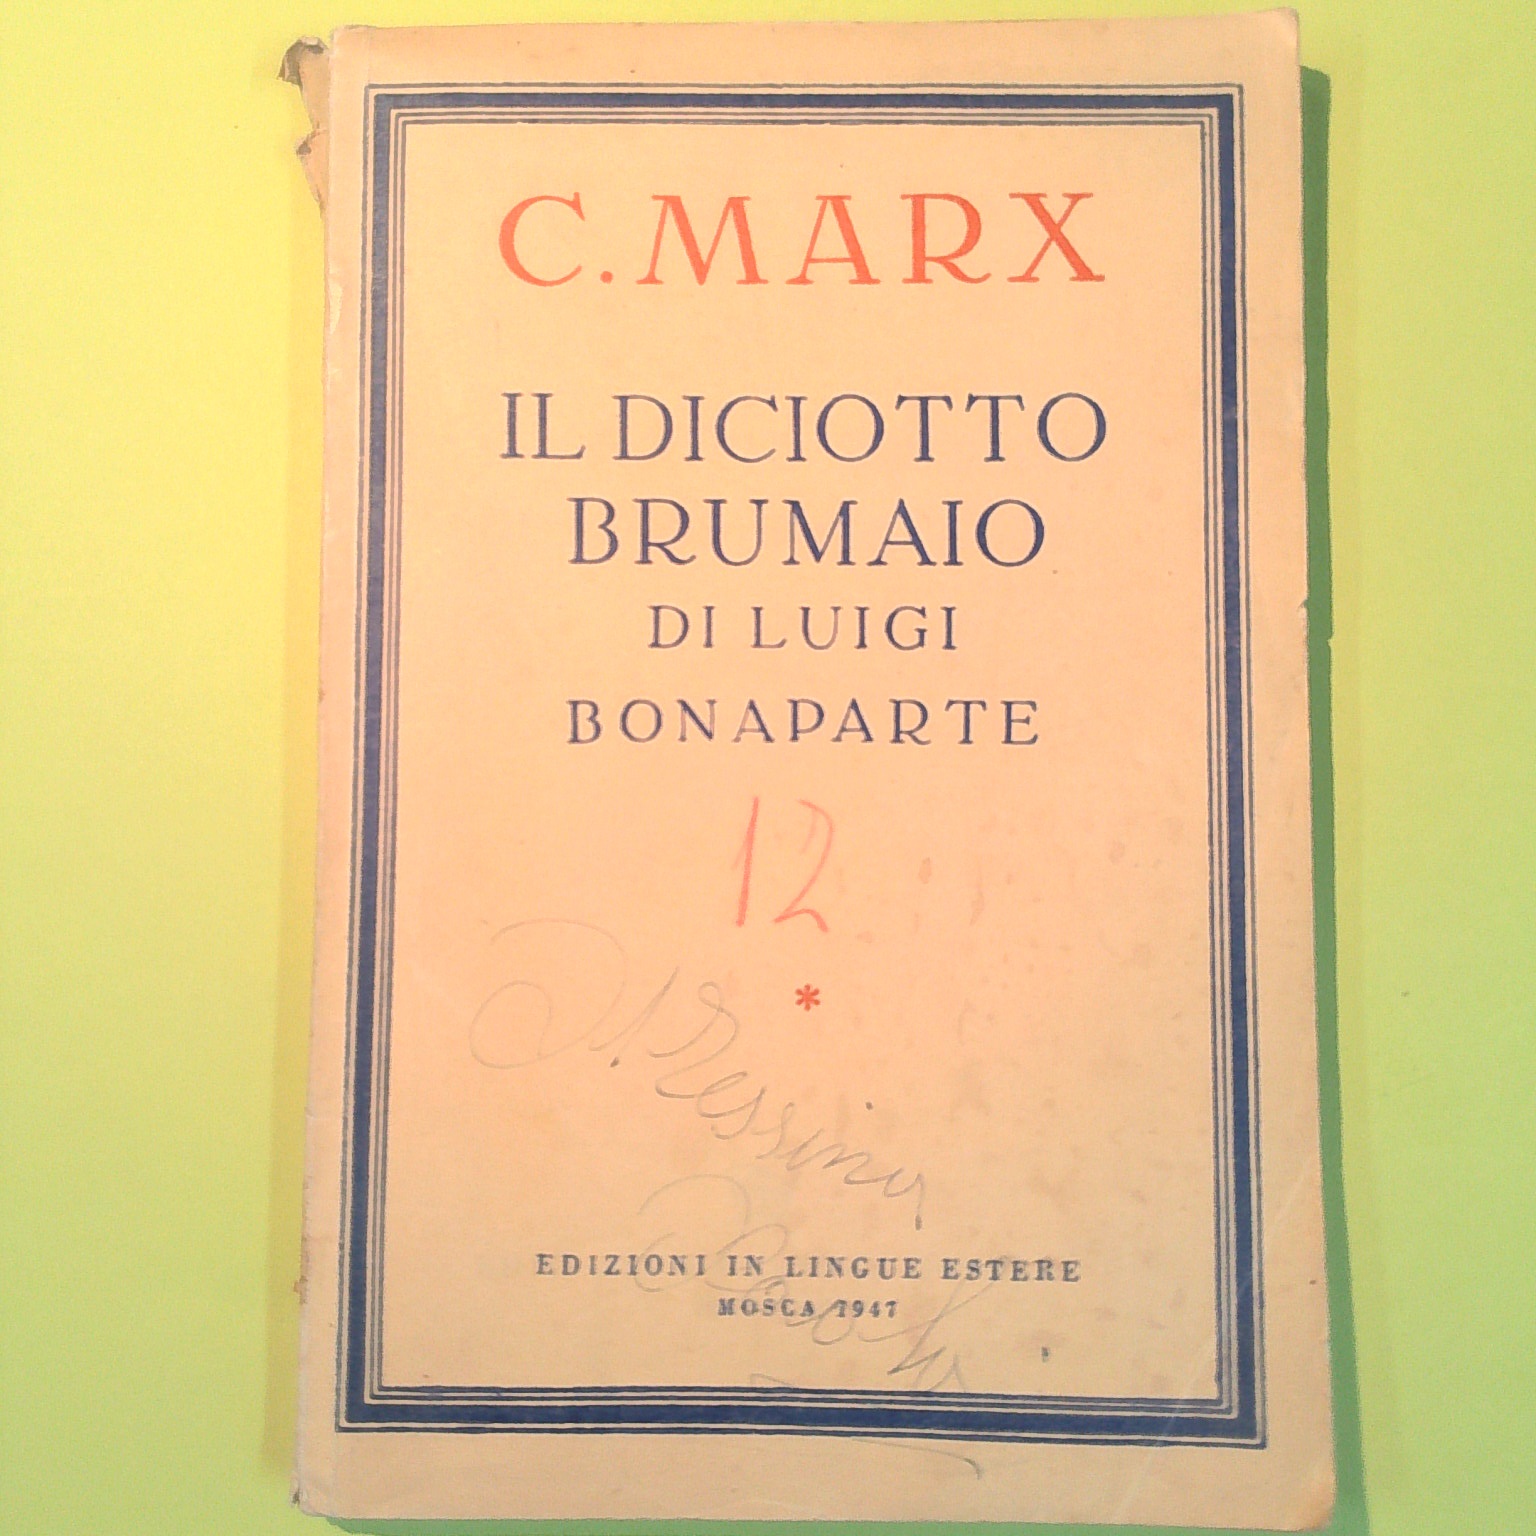 C. MARX
IL DICIOTTO
BRUMAIO
DI LUIGI
BONAPARTE
12
*
EDIZIONI IN LINGUE ESTERE
MOSCA 1947